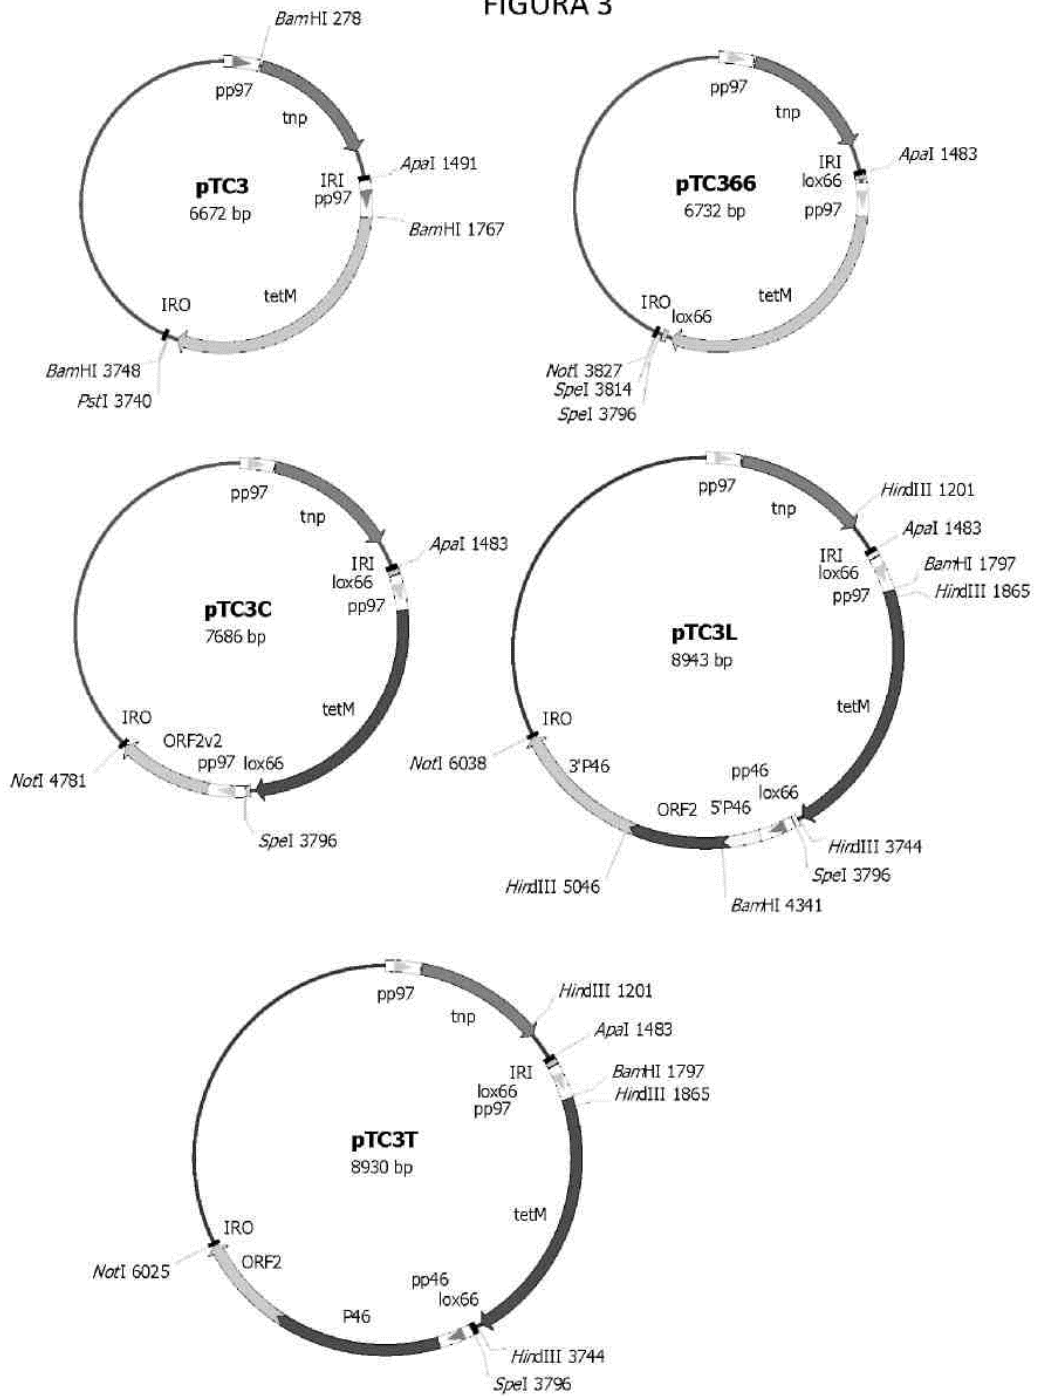 FIGURA 3
BamHI 278
pp97
tnp
ApaI 1491
IRI
pp97
pTC3
6672 bp
BamHI 1767
tetM
IRO
BamHI 3748
PstI 3740
pp97
tnp
ApaI 1483
IRI
lox66
pp97
pTC366
6732 bp
tetM
IRO
lox66
NotI 3827
SpeI 3814
SpeI 3796
pp97
tnp
ApaI 1483
IRI
lox66
pp97
pTC3C
7686 bp
tetM
IRO
ORF2v2
pp97 lox66
NotI 4781
SpeI 3796
pp97
HindIII 1201
tnp
ApaI 1483
IRI
lox66
BamHI 1797
pp97
HindIII 1865
pTC3L
8943 bp
tetM
IRO
NotI 6038
3'P46
pp46
lox66
ORF2 5'P46
HindIII 3744
SpeI 3796
HindIII 5046
BamHI 4341
pp97
HindIII 1201
tnp
ApaI 1483
IRI
BamHI 1797
lox66
HindIII 1865
pp97
pTC3T
8930 bp
tetM
IRO
ORF2
NotI 6025
pp46
lox66
P46
HindIII 3744
SpeI 3796